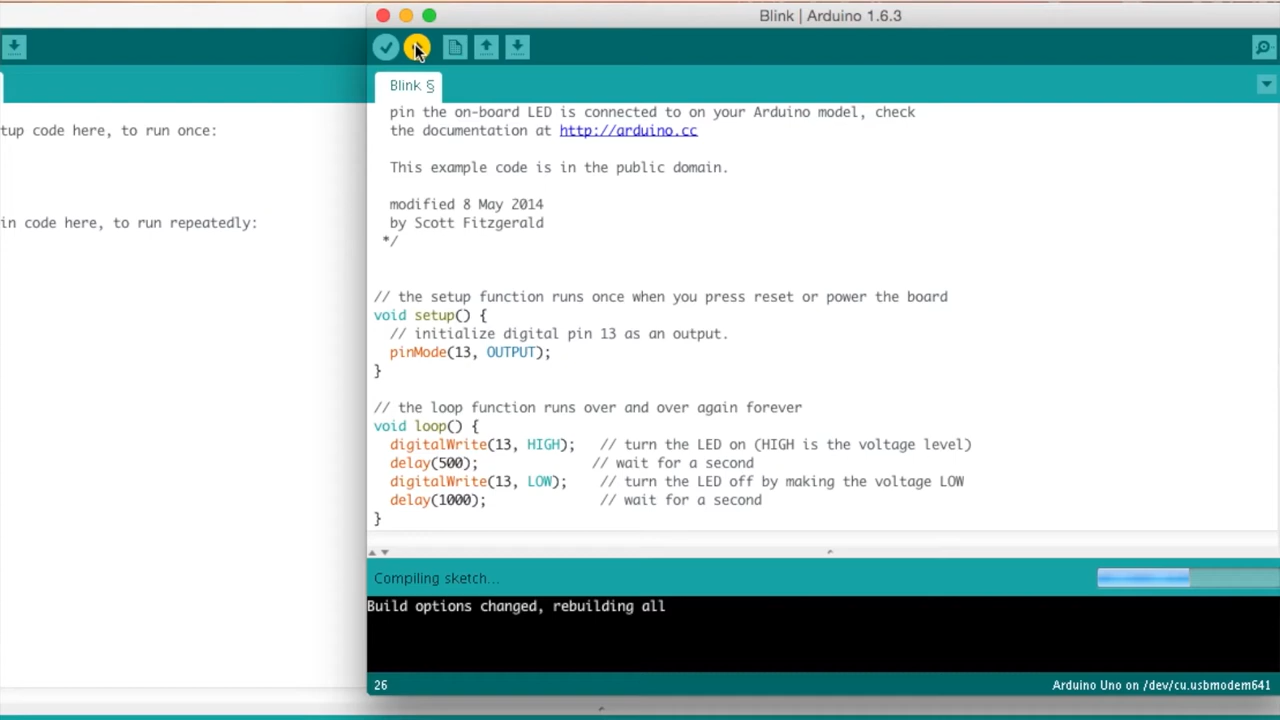 Blink | Arduino 1.6.3
Blink §
tup code here, to run once:
in code here, to run repeatedly:
pin the on-board LED is connected to on your Arduino model, check
the documentation at http://arduino.cc
This example code is in the public domain.
modified 8 May 2014
by Scott Fitzgerald
*/
// the setup function runs once when you press reset or power the board
void setup() {
// initialize digital pin 13 as an output.
pinMode(13, OUTPUT);
}
// the loop function runs over and over again forever
void loop() {
digitalWrite(13, HIGH);   // turn the LED on (HIGH is the voltage level)
delay(500);              // wait for a second
digitalWrite(13, LOW);    // turn the LED off by making the voltage LOW
delay(1000);              // wait for a second
}
Compiling sketch...
Build options changed, rebuilding all
26
Arduino Uno on /dev/cu.usbmodem641